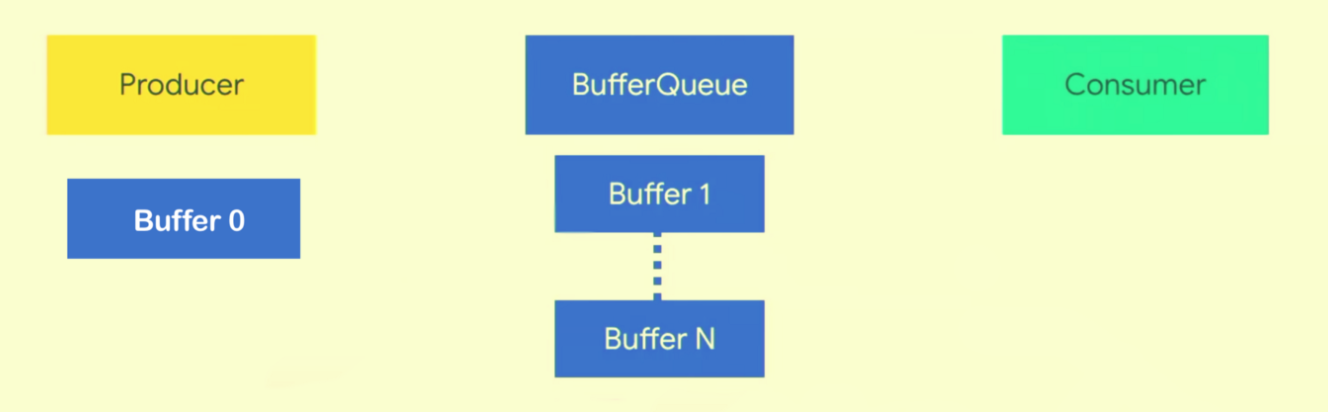 Producer
BufferQueue
Consumer
Buffer 0
Buffer 1
Buffer N